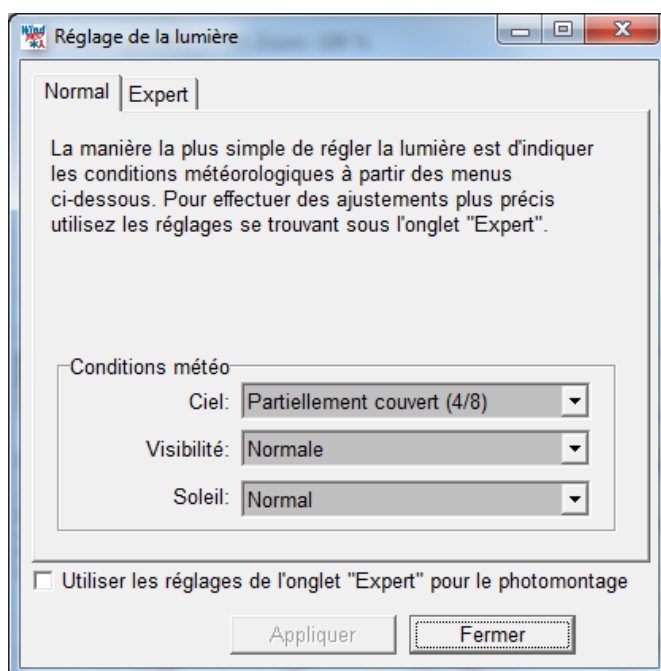 Réglage de la lumière
Normal
Expert
La manière la plus simple de régler la lumière est d'indiquer
les conditions météorologiques à partir des menus
ci-dessous. Pour effectuer des ajustements plus précis
utilisez les réglages se trouvant sous l'onglet "Expert".
Conditions météo
Ciel: Partiellement couvert (4/8)
Visibilité: Normale
Soleil: Normal
Utiliser les réglages de l'onglet "Expert" pour le photomontage
Appliquer
Fermer